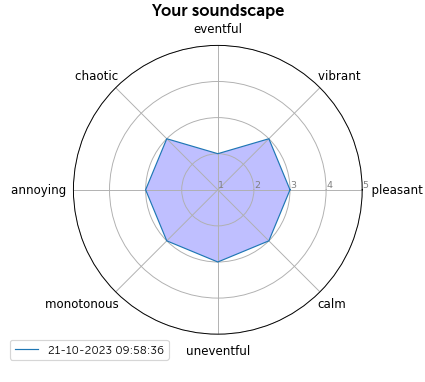 Your soundscape
eventful
chaotic
vibrant
annoying
1 2 3 4 5
pleasant
monotonous
calm
uneventful
21-10-2023 09:58:36